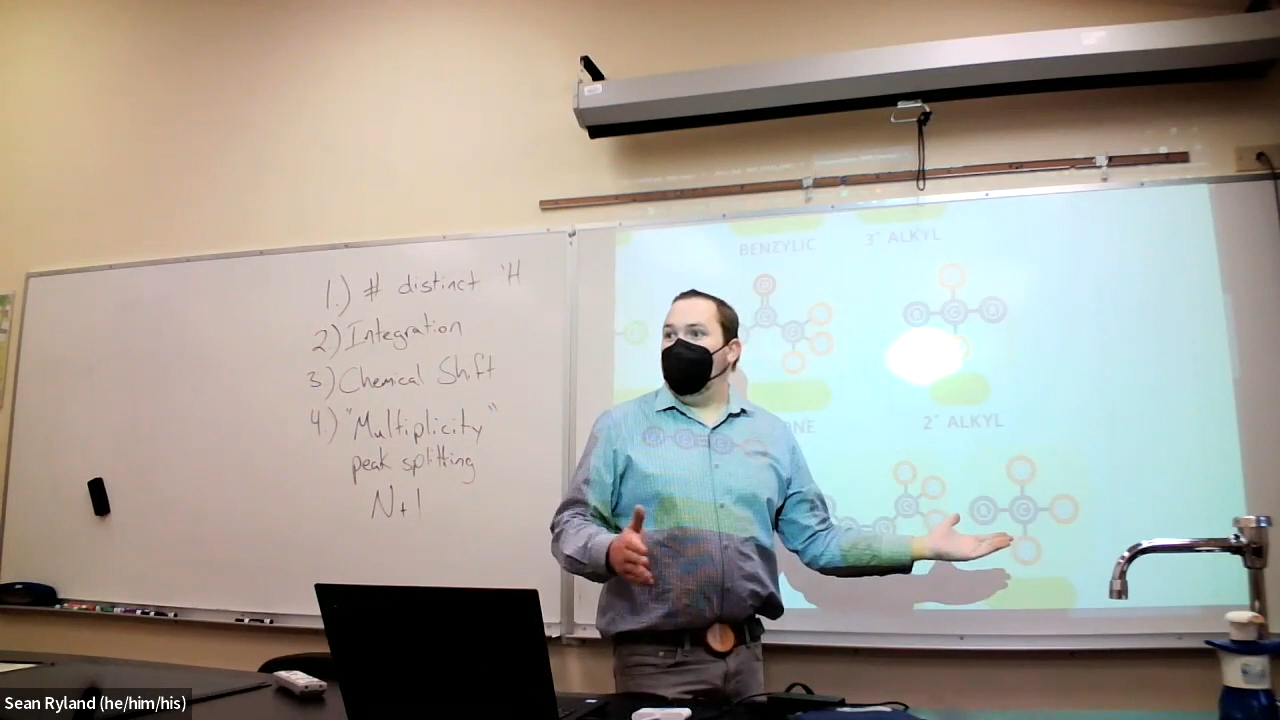 1.) # distinct 'H
2) Integration
3) Chemical Shift
4.) "Multiplicity"
peak splitting
N+1
BENZYLIC 3° ALKYL
2° ALKYL
Sean Ryland (he/him/his)